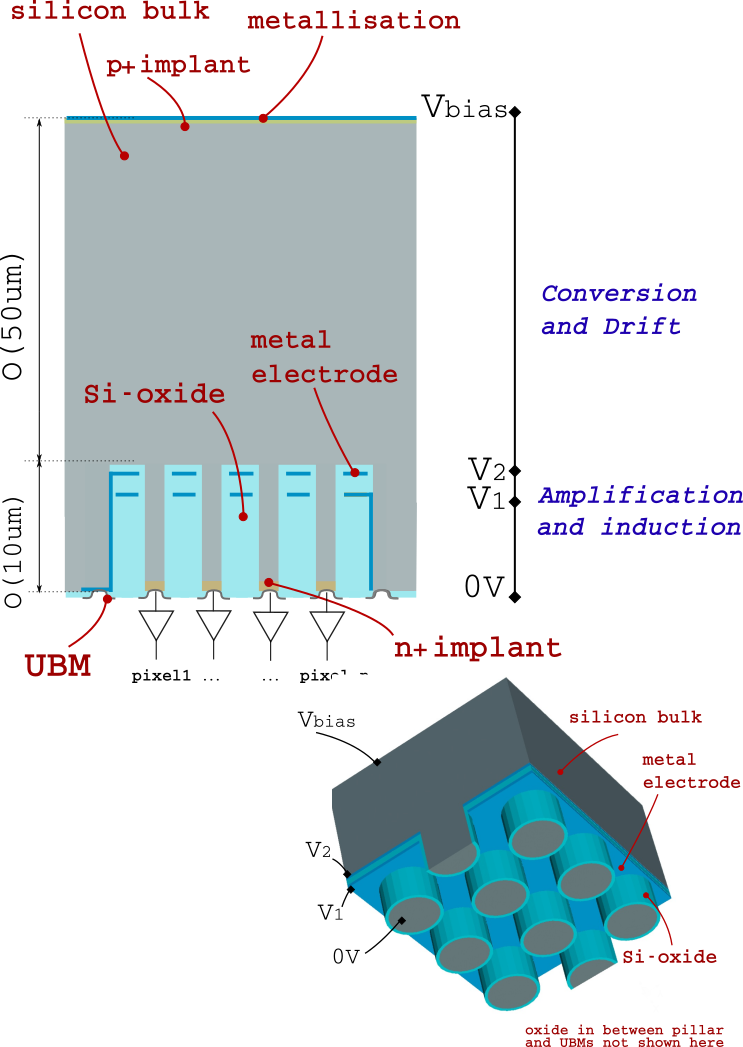 silicon bulk
metallisation
p+implant
Vbias
O(50um)
Conversion
and Drift
metal
electrode
Si-oxide
V2
V1
Amplification
and induction
O(10um)
0V
UBM
n+implant
pixel1 ... ...
Vbias
silicon bulk
metal
electrode
V2
V1
0V
Si-oxide
oxide in between pillar
and UBMs not shown here